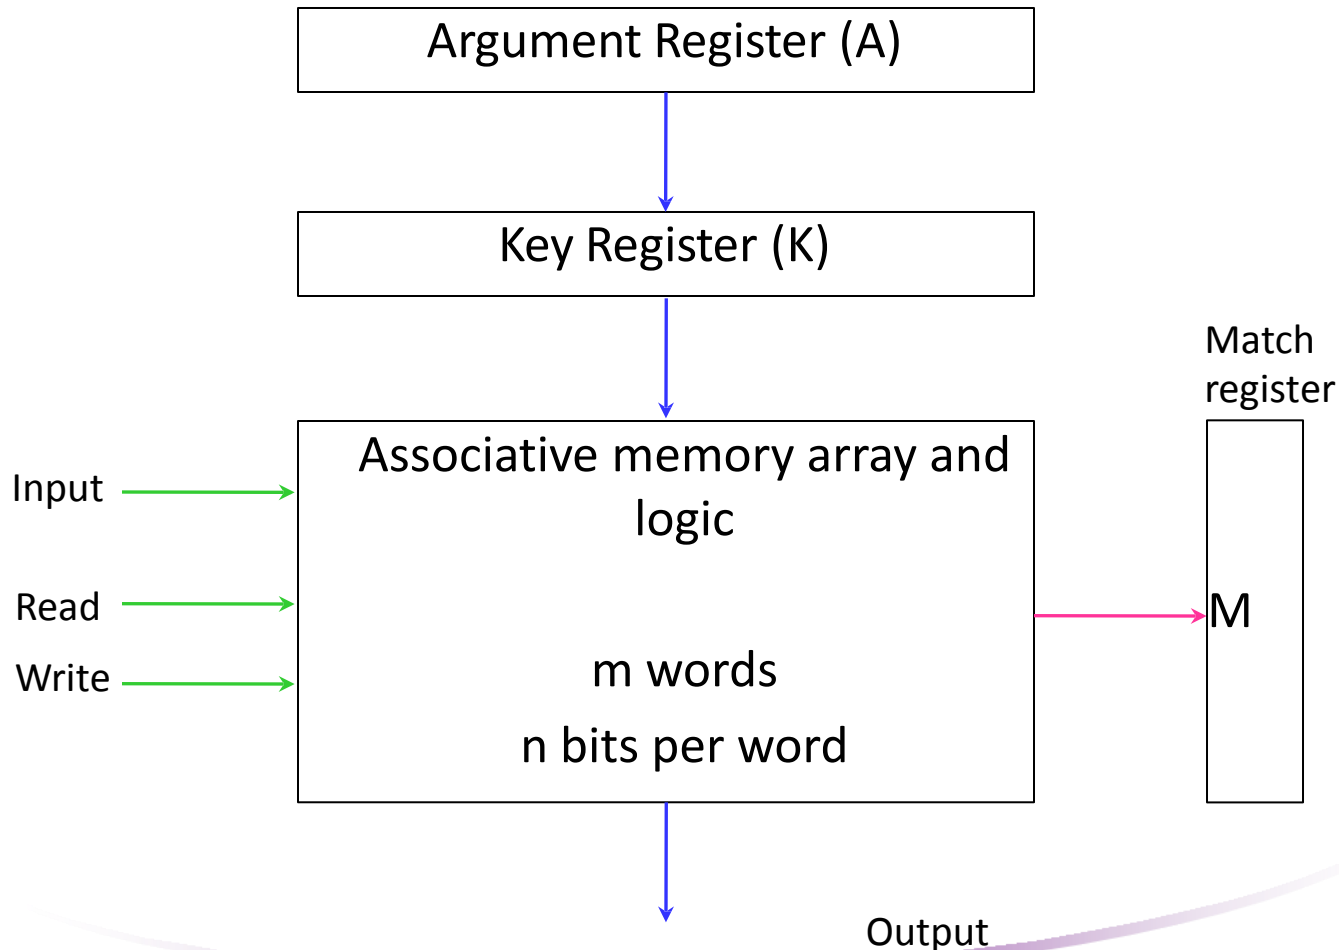 Argument Register (A)
Key Register (K)
Match
register
Associative memory array and
logic
Input
Read
M
Write
m words
n bits per word
Output